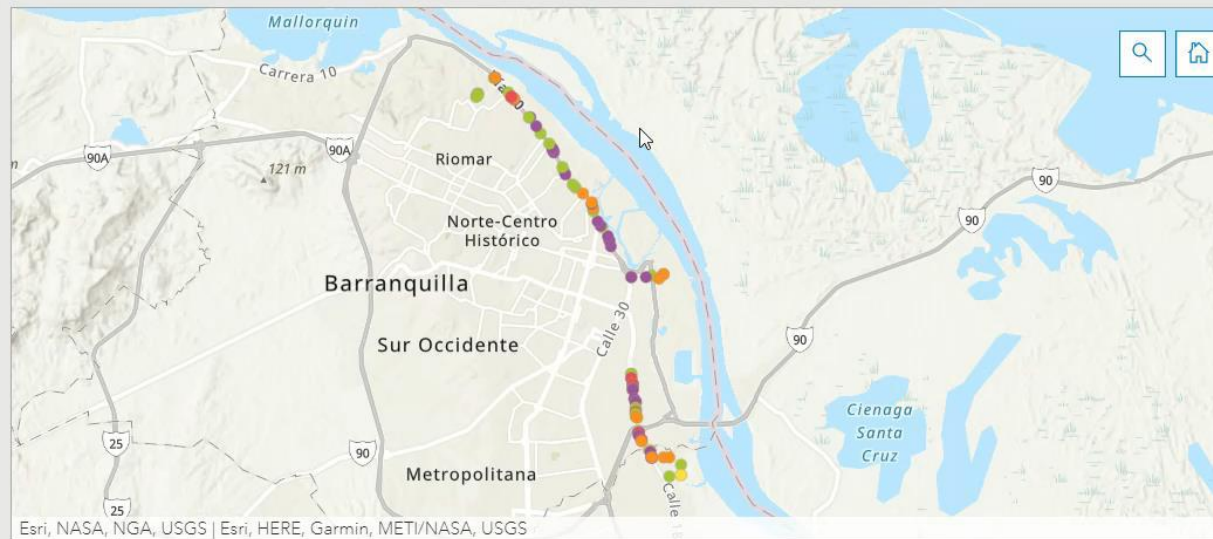 Mallorquin
Carrera 10
90A
90A
121 m
Riomar
Norte-Centro
Histórico
Barranquilla
Calle 30
Sur Occidente
90
90
90
Cienaga
Santa
Cruz
25
90
Metropolitana
25
Esri, NASA, NGA, USGS | Esri, HERE, Garmin, METI/NASA, USGS